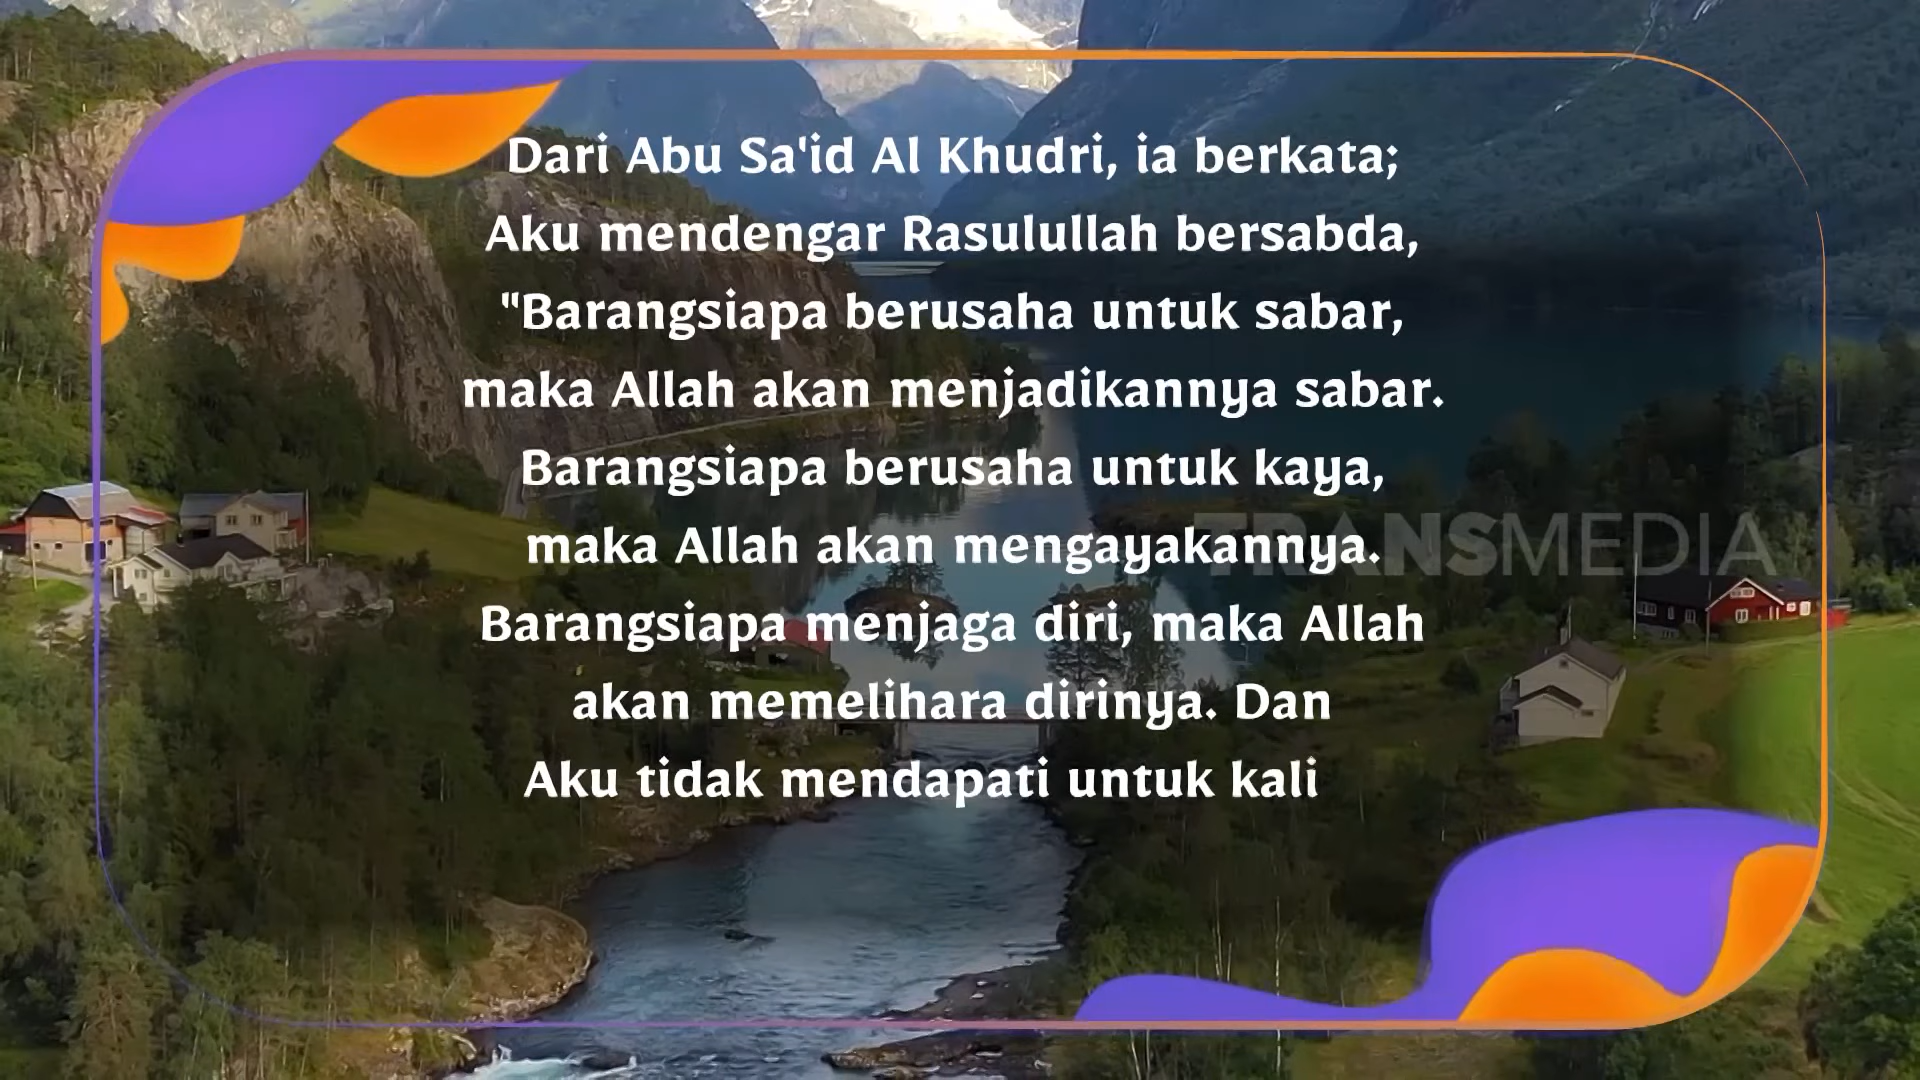 Dari Abu Sa'id Al Khudri, ia berkata;
Aku mendengar Rasulullah bersabda,
"Barangsiapa berusaha untuk sabar,
maka Allah akan menjadikannya sabar.
Barangsiapa berusaha untuk kaya,
maka Allah akan mengayakannya.
TRANSMEDIA
Barangsiapa menjaga diri, maka Allah
akan memelihara dirinya. Dan
Aku tidak mendapati untuk kali